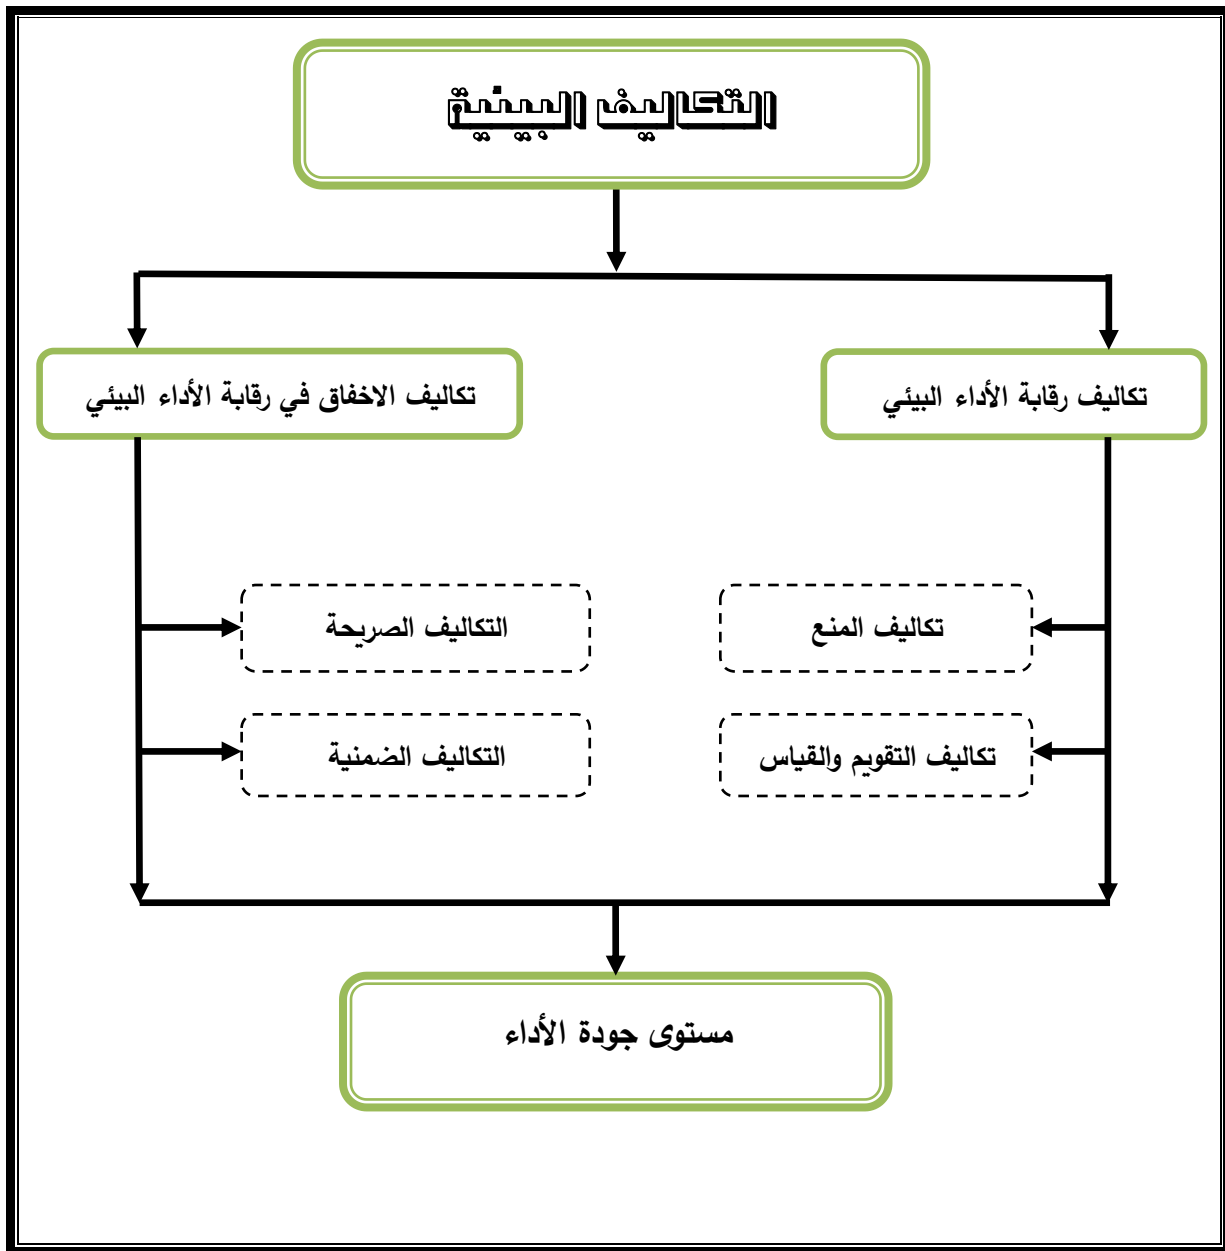 التكاليف البيئية
تكاليف رقابة الأداء البيئي
تكاليف الاخفاق في رقابة الأداء البيئي
تكاليف المنع
التكاليف الصريحة
تكاليف التقويم والقياس
التكاليف الضمنية
مستوى جودة الأداء